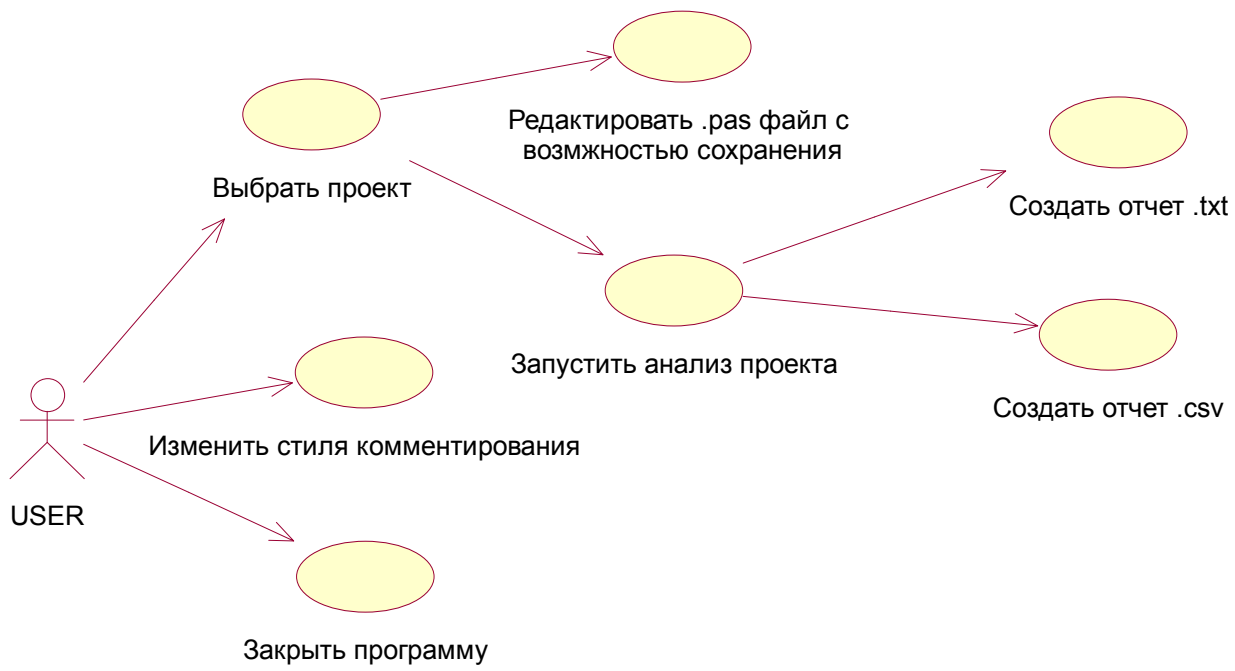 Редактировать .pas файл с
возмжностью сохранения
Выбрать проект
Создать отчет .txt
Запустить анализ проекта
Создать отчет .csv
Изменить стиля комментирования
USER
Закрыть программу